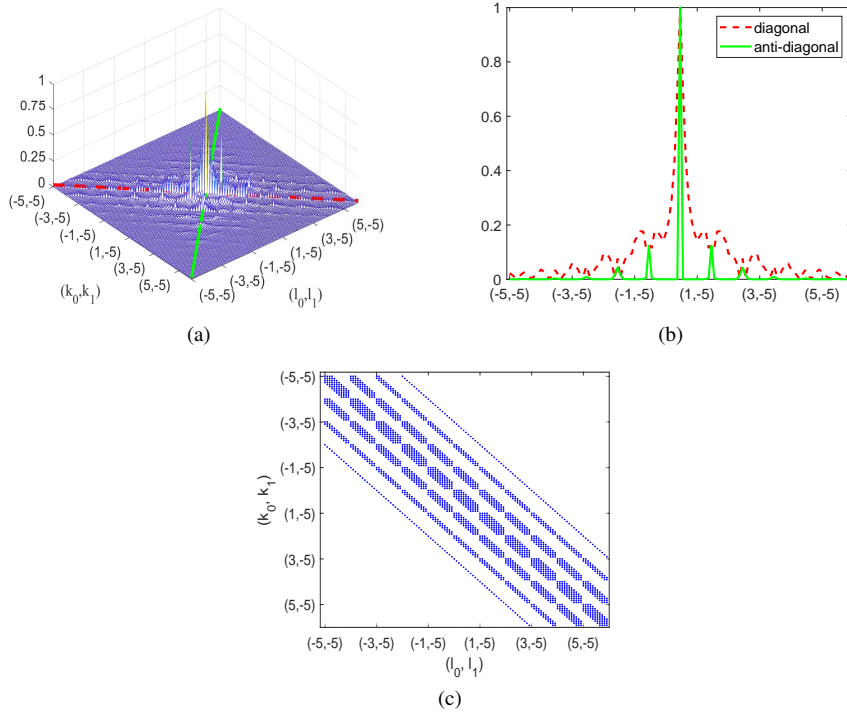 1
0.75
0.5
0.25
0
(-5,-5)
(-3,-5)
(-1,-5)
(1,-5)
(3,-5)
(5,-5)
(k0,k1)
(-5,-5)
(-3,-5)
(-1,-5)
(1,-5)
(3,-5)
(5,-5)
(l0,l1)
(a)
1
0.8
0.6
0.4
0.2
0
(-5,-5) (-3,-5) (-1,-5) (1,-5) (3,-5) (5,-5)
diagonal
anti-diagonal
(b)
(-5,-5)
(-3,-5)
(-1,-5)
(1,-5)
(3,-5)
(5,-5)
(k0, k1)
(-5,-5) (-3,-5) (-1,-5) (1,-5) (3,-5) (5,-5)
(l0, l1)
(c)